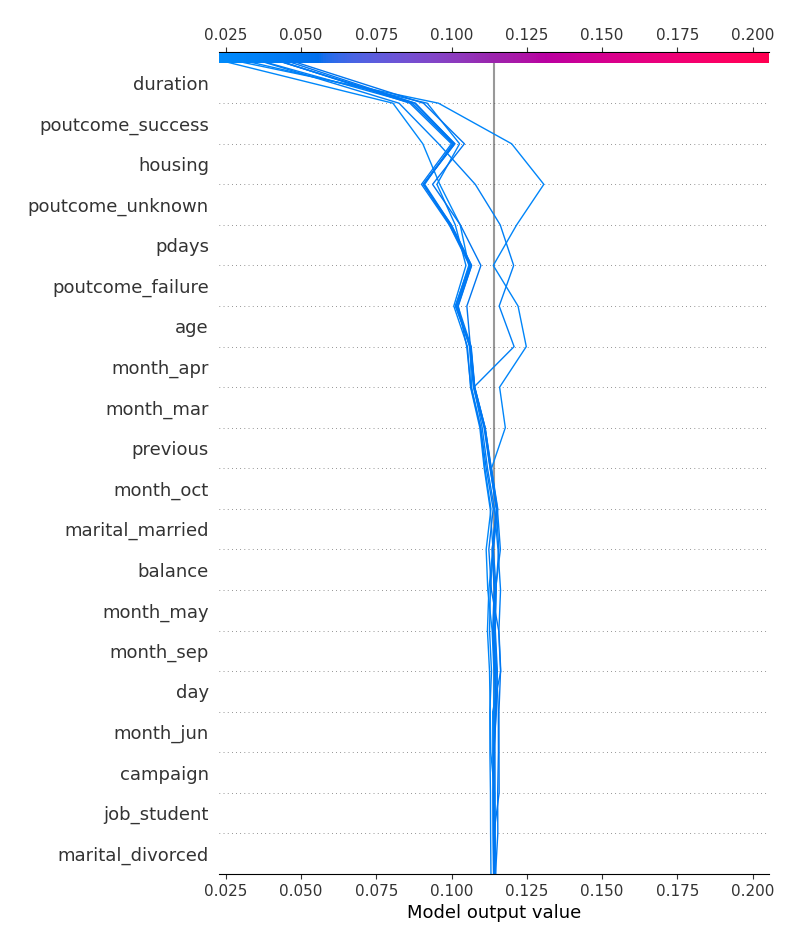 0.025 0.050 0.075 0.100 0.125 0.150 0.175 0.200
duration
poutcome_success
housing
poutcome_unknown
pdays
poutcome_failure
age
month_apr
month_mar
previous
month_oct
marital_married
balance
month_may
month_sep
day
month_jun
campaign
job_student
marital_divorced
0.025 0.050 0.075 0.100 0.125 0.150 0.175 0.200
Model output value